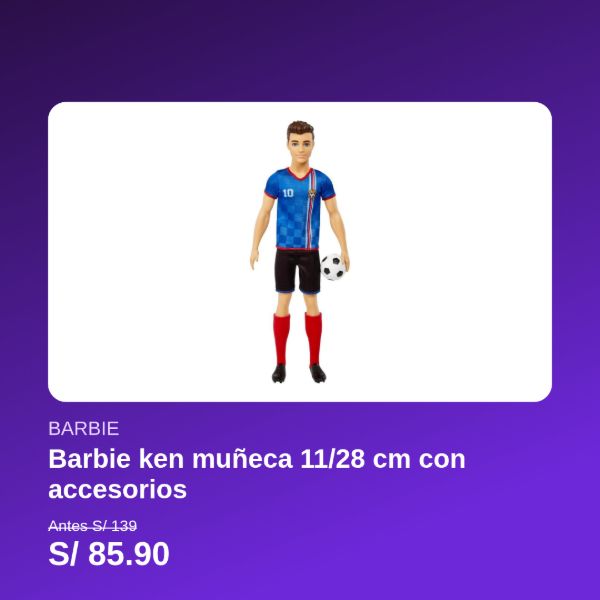 10
BARBIE
Barbie ken muñeca 11/28 cm con
accesorios
Antes S/ 139
S/ 85.90